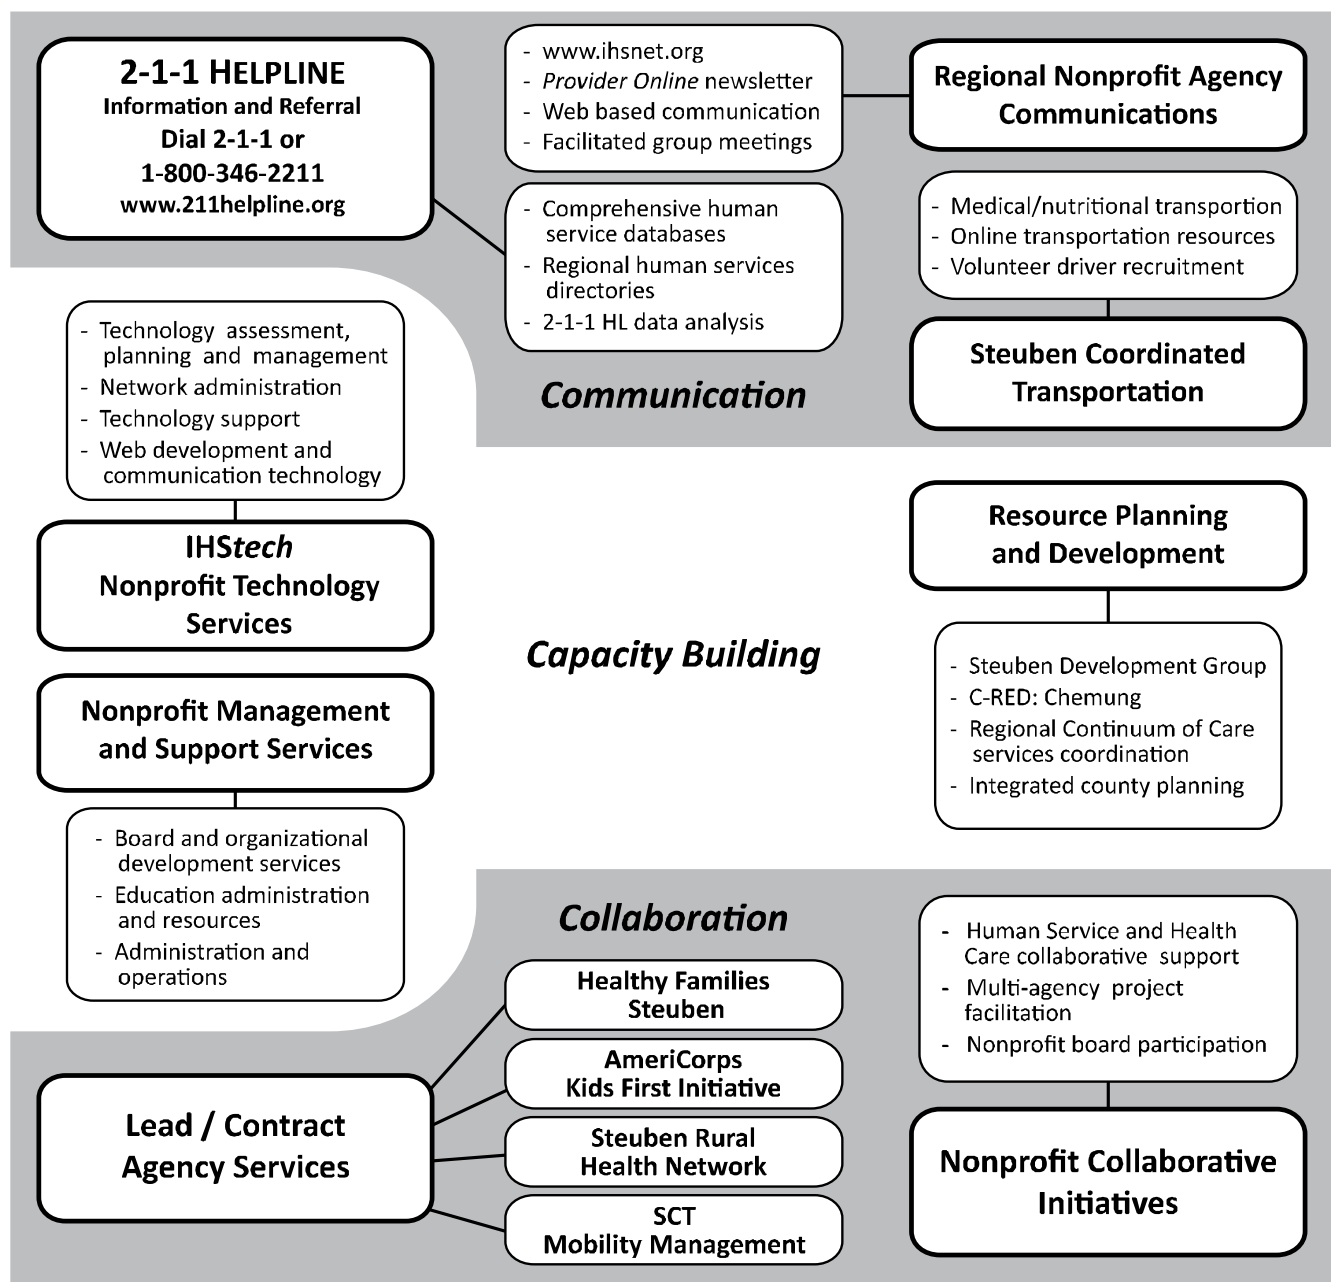 2-1-1 HELPLINE
Information and Referral
Dial 2-1-1 or
1-800-346-2211
www.211helpline.org
- www.ihsnet.org
- Provider Online newsletter
- Web based communication
- Facilitated group meetings
Regional Nonprofit Agency
Communications
- Comprehensive human
service databases
- Regional human services
directories
- 2-1-1 HL data analysis
- Medical/nutritional transportion
- Online transportation resources
- Volunteer driver recruitment
Steuben Coordinated
Transportation
Communication
- Technology assessment,
planning and management
- Network administration
- Technology support
- Web development and
communication technology
IHStech
Nonprofit Technology
Services
Resource Planning
and Development
Capacity Building
- Steuben Development Group
- C-RED: Chemung
- Regional Continuum of Care
services coordination
- Integrated county planning
Nonprofit Management
and Support Services
- Board and organizational
development services
- Education administration
and resources
- Administration and
operations
Collaboration
Healthy Families
Steuben
AmeriCorps
Kids First Initiative
Steuben Rural
Health Network
SCT
Mobility Management
Lead / Contract
Agency Services
- Human Service and Health
Care collaborative support
- Multi-agency project
facilitation
- Nonprofit board participation
Nonprofit Collaborative
Initiatives